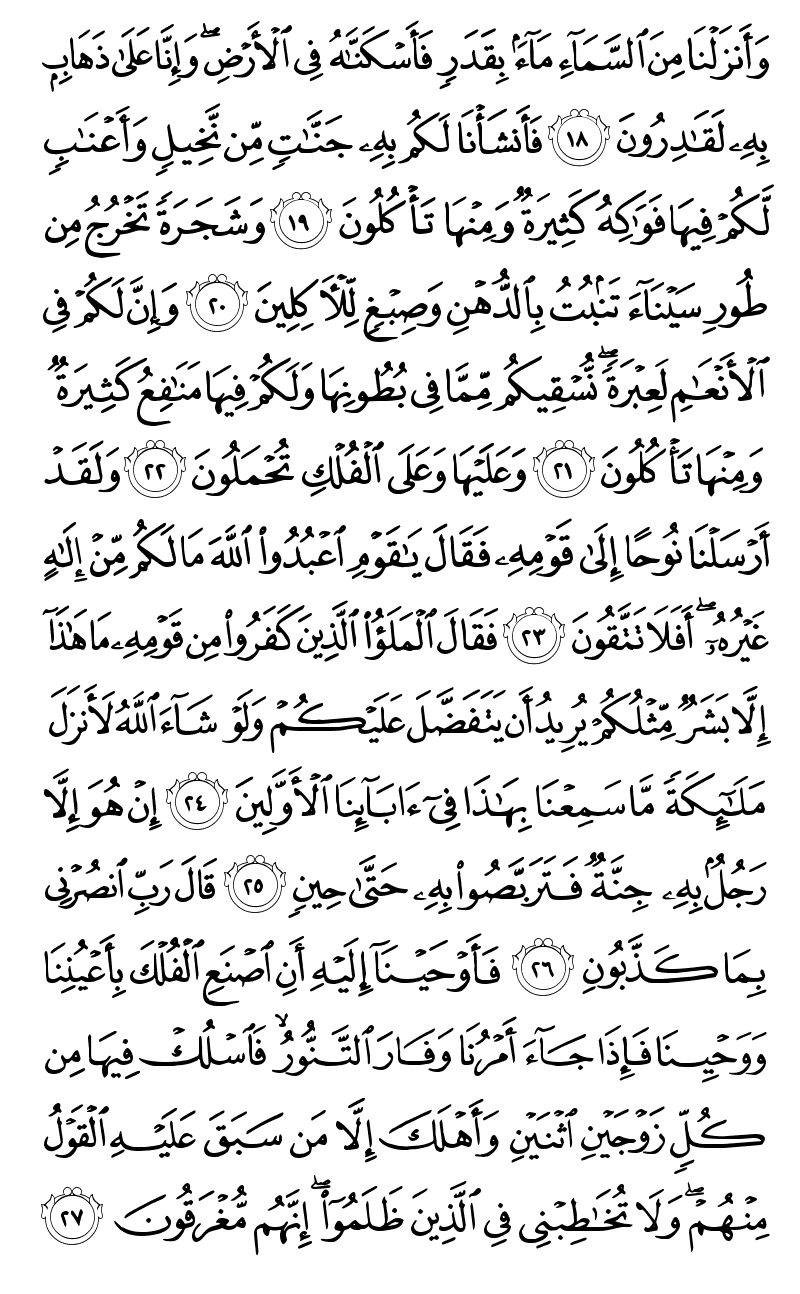 وَأَنزَلۡنَا مِنَ ٱلسَّمَآءِ مَآءَۢ بِقَدَرٖ فَأَسۡكَنَّٰهُ فِي ٱلۡأَرۡضِۖ وَإِنَّا عَلَىٰ ذَهَابِۭ
بِهِۦ لَقَٰدِرُونَ ١٨ فَأَنشَأۡنَا لَكُم بِهِۦ جَنَّٰتٖ مِّن نَّخِيلٖ وَأَعۡنَٰبٖ
لَّكُمۡ فِيهَا فَوَٰكِهُ كَثِيرَةٞ وَمِنۡهَا تَأۡكُلُونَ ١٩ وَشَجَرَةٗ تَخۡرُجُ مِن
طُورِ سَيۡنَآءَ تَنۢبُتُ بِٱلدُّهۡنِ وَصِبۡغٖ لِّلۡأٓكِلِينَ ٢٠ وَإِنَّ لَكُمۡ فِي
ٱلۡأَنۡعَٰمِ لَعِبۡرَةٗۖ نُّسۡقِيكُم مِّمَّا فِي بُطُونِهَا وَلَكُمۡ فِيهَا مَنَٰفِعُ كَثِيرَةٞ
وَمِنۡهَا تَأۡكُلُونَ ٢١ وَعَلَيۡهَا وَعَلَى ٱلۡفُلۡكِ تُحۡمَلُونَ ٢٢ وَلَقَدۡ
أَرۡسَلۡنَا نُوحًا إِلَىٰ قَوۡمِهِۦ فَقَالَ يَٰقَوۡمِ ٱعۡبُدُواْ ٱللَّهَ مَا لَكُم مِّنۡ إِلَٰهٍ
غَيۡرُهُۥٓۖ أَفَلَا تَتَّقُونَ ٢٣ فَقَالَ ٱلۡمَلَؤُاْ ٱلَّذِينَ كَفَرُواْ مِن قَوۡمِهِۦ مَا هَٰذَآ
إِلَّا بَشَرٞ مِّثۡلُكُمۡ يُرِيدُ أَن يَتَفَضَّلَ عَلَيۡكُمۡ وَلَوۡ شَآءَ ٱللَّهُ لَأَنزَلَ
مَلَٰٓئِكَةٗ مَّا سَمِعۡنَا بِهَٰذَا فِيٓ ءَابَآئِنَا ٱلۡأَوَّلِينَ ٢٤ إِنۡ هُوَ إِلَّا
رَجُلُۢ بِهِۦ جِنَّةٞ فَتَرَبَّصُواْ بِهِۦ حَتَّىٰ حِينٖ ٢٥ قَالَ رَبِّ ٱنصُرۡنِي
بِمَا كَذَّبُونِ ٢٦ فَأَوۡحَيۡنَآ إِلَيۡهِ أَنِ ٱصۡنَعِ ٱلۡفُلۡكَ بِأَعۡيُنِنَا
وَوَحۡيِنَا فَإِذَا جَآءَ أَمۡرُنَا وَفَارَ ٱلتَّنُّورُ ۙ فَٱسۡلُكۡ فِيهَا مِن
كُلّٖ زَوۡجَيۡنِ ٱثۡنَيۡنِ وَأَهۡلَكَ إِلَّا مَن سَبَقَ عَلَيۡهِ ٱلۡقَوۡلُ
مِنۡهُمۡۖ وَلَا تُخَٰطِبۡنِي فِي ٱلَّذِينَ ظَلَمُوٓاْۖ إِنَّهُم مُّغۡرَقُونَ ٢٧